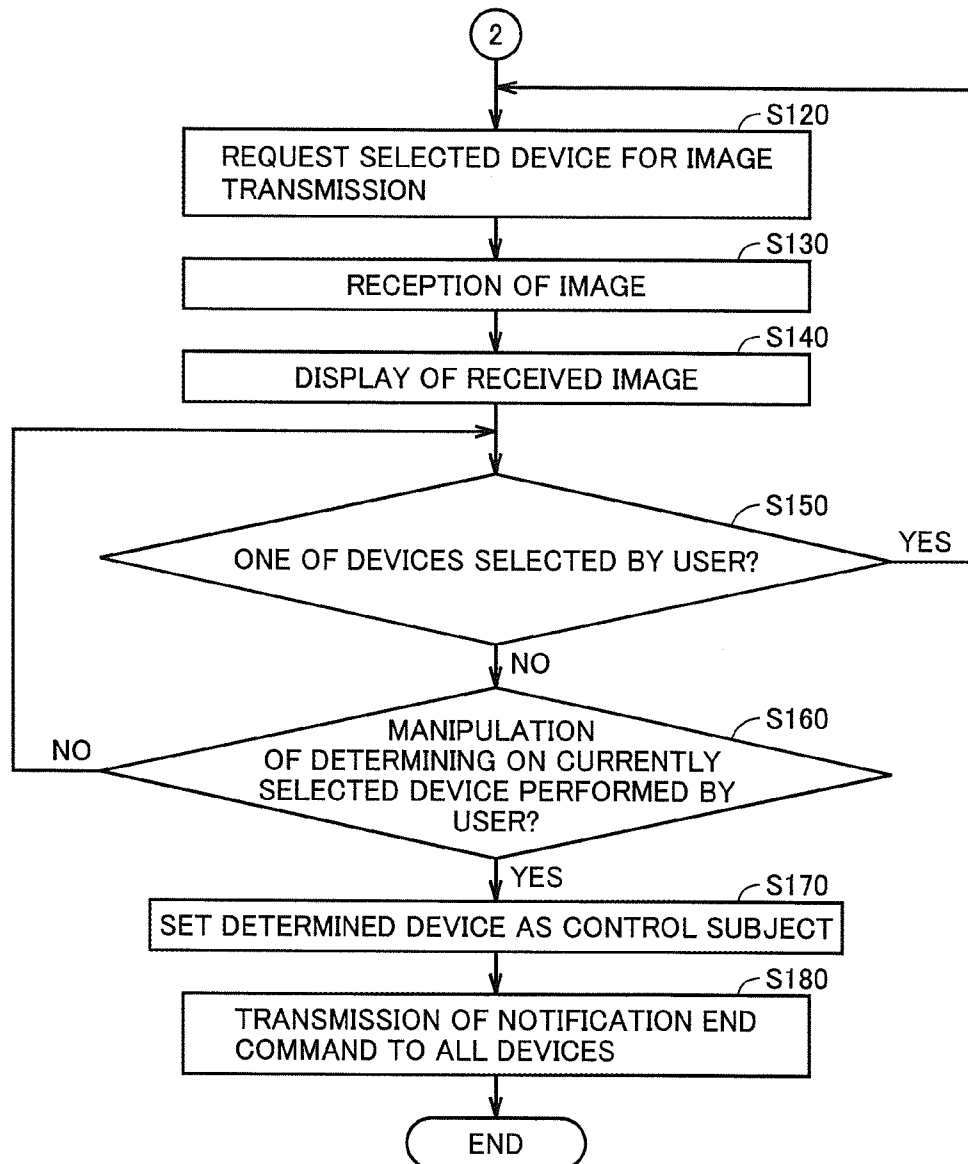 2
S120
REQUEST SELECTED DEVICE FOR IMAGE
TRANSMISSION
S130
RECEPTION OF IMAGE
S140
DISPLAY OF RECEIVED IMAGE
S150
ONE OF DEVICES SELECTED BY USER?
YES
NO
S160
MANIPULATION
OF DETERMINING ON CURRENTLY
SELECTED DEVICE PERFORMED BY
USER?
NO
YES
S170
SET DETERMINED DEVICE AS CONTROL SUBJECT
S180
TRANSMISSION OF NOTIFICATION END
COMMAND TO ALL DEVICES
END